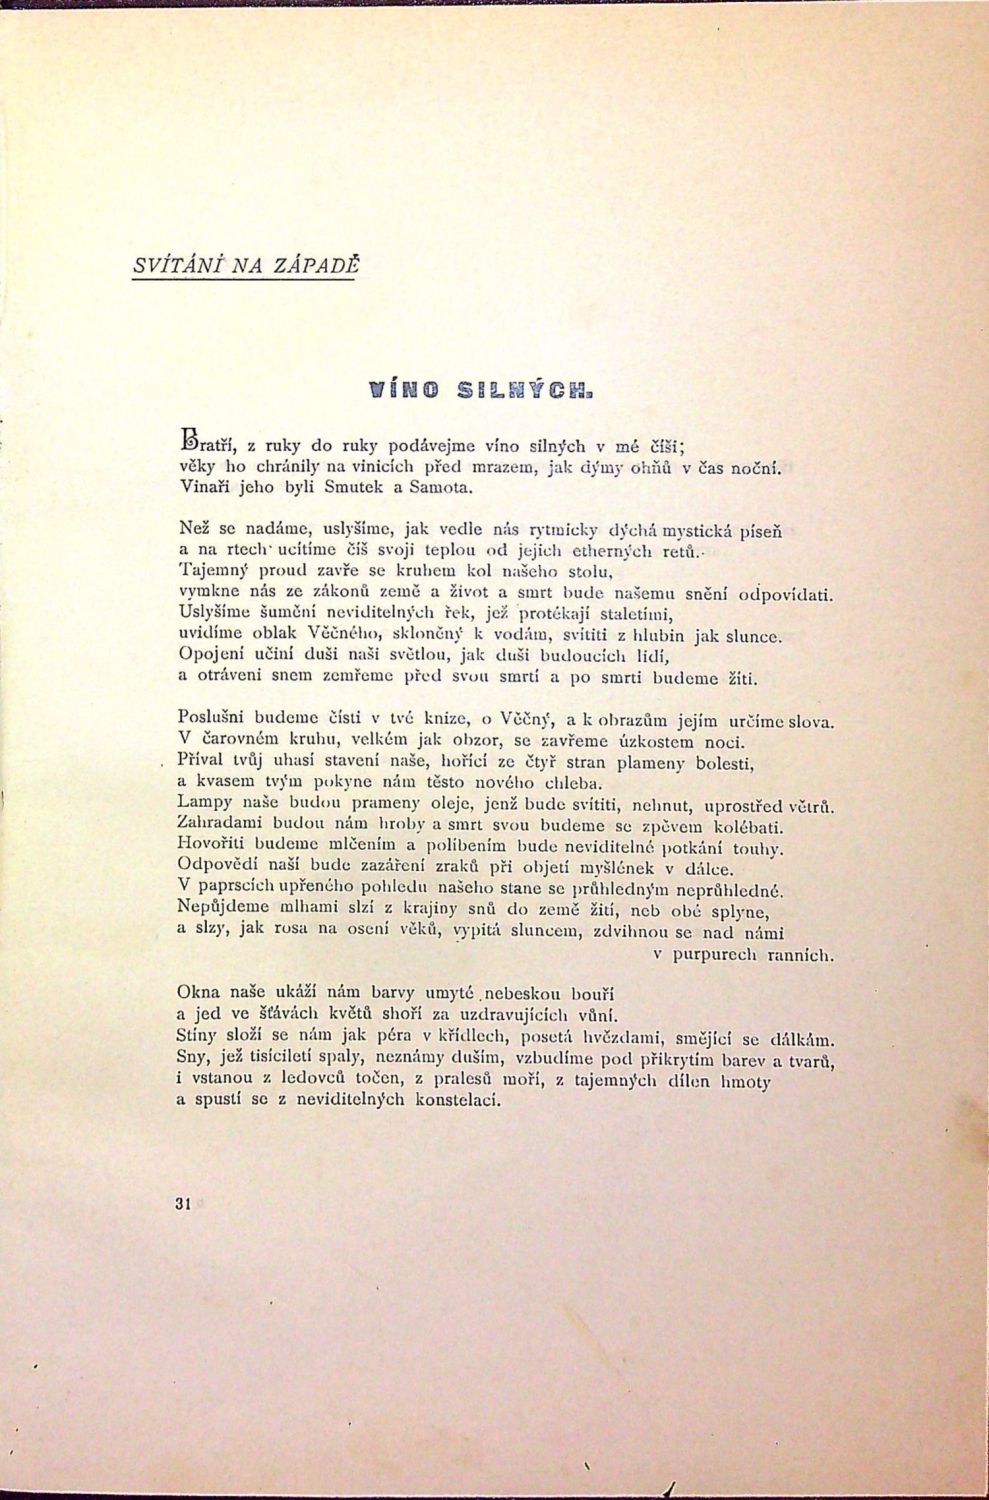 SVÍTÁNÍ NA ZÁPADĚ
VÍNO SILNÝCH.
Bratří, z ruky do ruky podávejme víno silných v mé číši;
věky ho chránily na vinicích před mrazem, jak dýmy ohňů v čas noční.
Vinaři jeho byli Smutek a Samota.
Než se nadáme, uslyšíme, jak vedle nás rytmicky dýchá mystická píseň
a na rtech ucítíme číš svoji teplou od jejich etherných retů.
Tajemný proud zavře se kruhem kol našeho stolu,
vymkne nás ze zákonů země a život a smrt bude našemu snění odpovídati.
Uslyšíme šumění neviditelných řek, jež protékají staletími,
uvidíme oblak Věčného, skloněný k vodám, svítiti z hlubin jak slunce.
Opojení učiní duši naši světlou, jak duši budoucích lidí,
a otráveni snem zemřeme před svou smrtí a po smrti budeme žíti.
Poslušni budeme čísti v tvé knize, o Věčný, a k obrazům jejím určíme slova.
V čarovném kruhu, velkém jak obzor, se zavřeme úzkostem noci.
Příval tvůj uhasí stavení naše, hořící ze čtyř stran plameny bolesti,
a kvasem tvým pokyne nám těsto nového chleba.
Lampy naše budou prameny oleje, jenž bude svítiti, nehnut, uprostřed větrů.
Zahradami budou nám hroby a smrt svou budeme se zpěvem kolébati.
Hovořiti budeme mlčením a políbením bude neviditelné potkání touhy.
Odpovědí naší bude zazáření zraků při objetí myšlének v dálce.
V paprscích upřeného pohledu našeho stane se průhledným neprůhledné.
Nepůjdeme mlhami slzí z krajiny snů do země žití, neb obé splyne,
a slzy, jak rosa na osení věků, vypitá sluncem, zdvihnou se nad námi
v purpurech ranních.
Okna naše ukáží nám barvy umyté nebeskou bouří
a jed ve šťávách květů shoří za uzdravujících vůní.
Stíny složí se nám jak péra v křídlech, posetá hvězdami, smějící se dálkám.
Sny, jež tisíciletí spaly, neznámy duším, vzbudíme pod přikrytím barev a tvarů,
i vstanou z ledovců točen, z pralesů moří, z tajemných dílen hmoty
a spustí se z neviditelných konstelací.
31